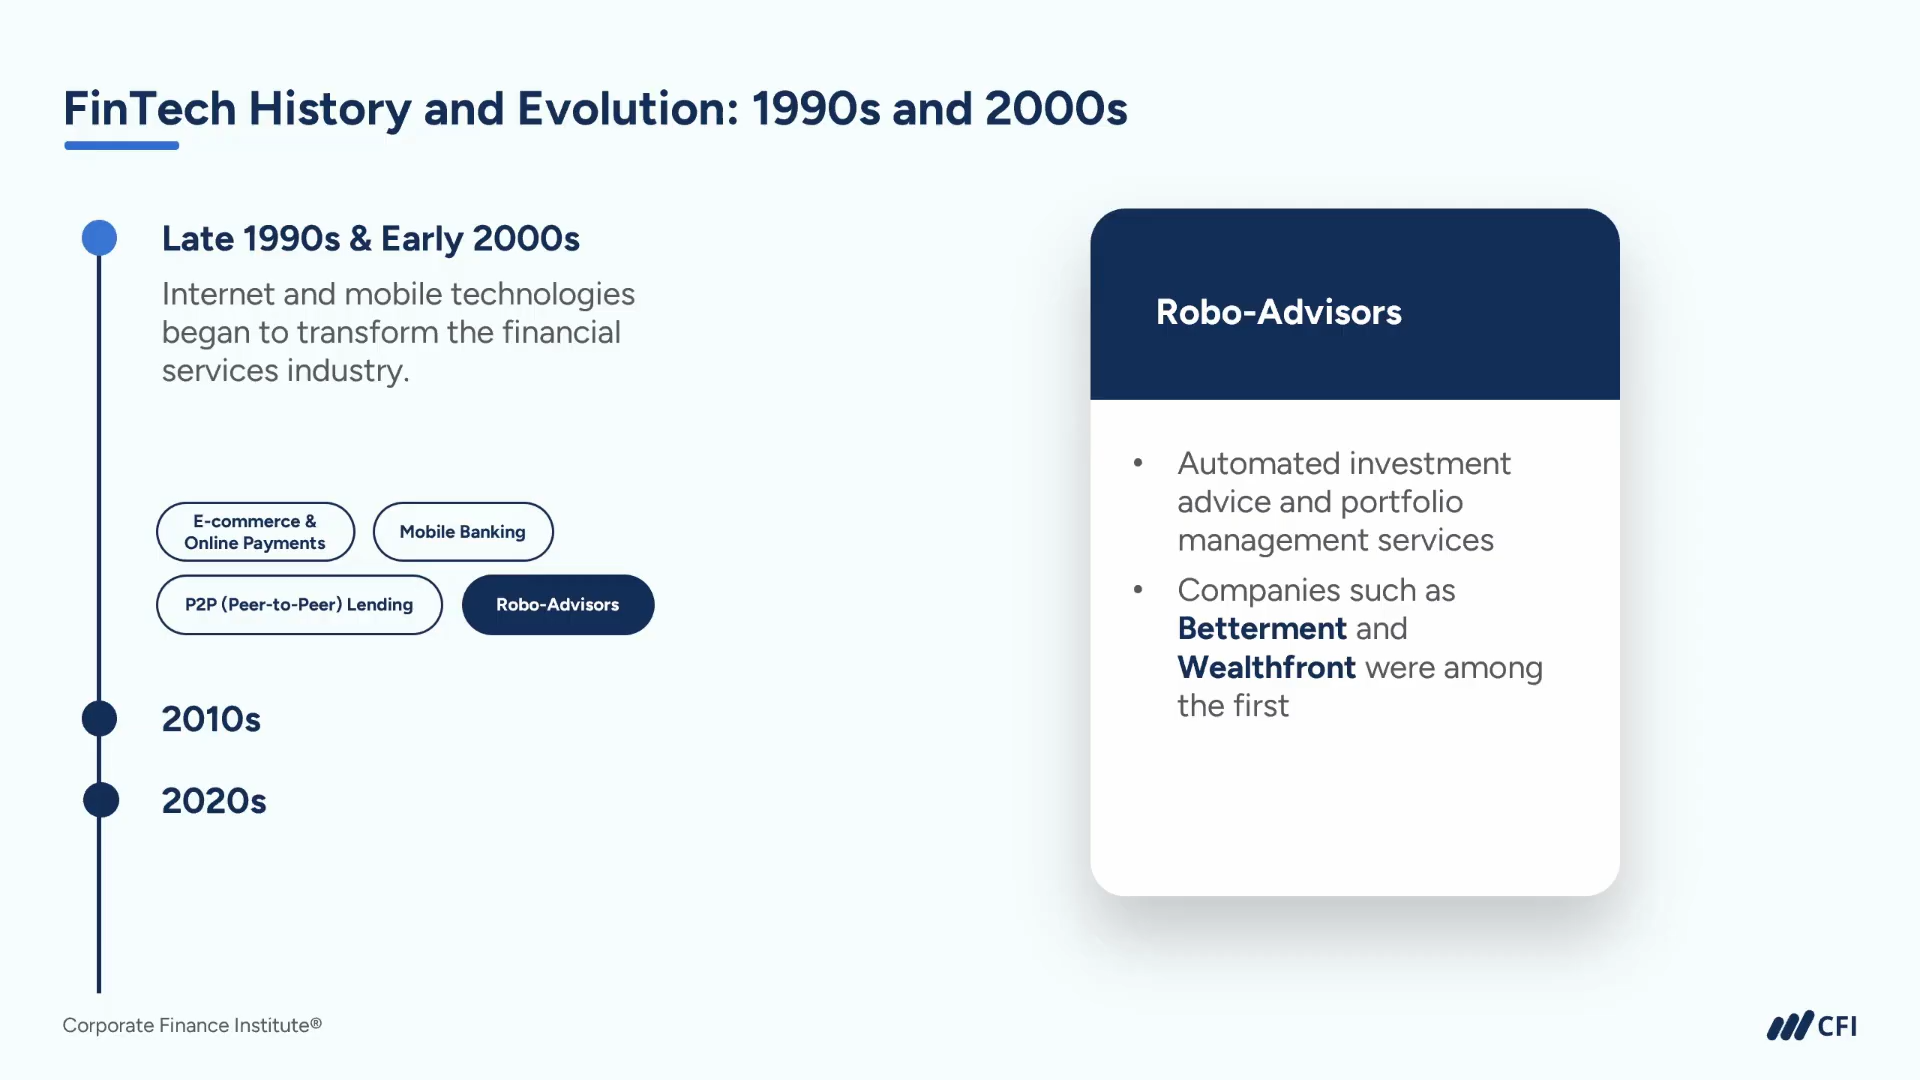 FinTech History and Evolution: 1990s and 2000s
Late 1990s & Early 2000s
Internet and mobile technologies
began to transform the financial
services industry.
E-commerce &
Online Payments
Mobile Banking
P2P (Peer-to-Peer) Lending
Robo-Advisors
2010s
2020s
Robo-Advisors
• Automated investment
advice and portfolio
management services
• Companies such as
Betterment and
Wealthfront were among
the first
Corporate Finance Institute®
CFI